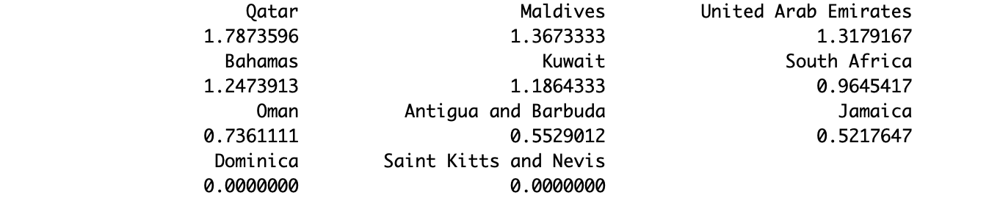 Qatar Maldives United Arab Emirates
1.7873596 1.3673333 1.3179167
Bahamas Kuwait South Africa
1.2473913 1.1864333 0.9645417
Oman Antigua and Barbuda Jamaica
0.7361111 0.5529012 0.5217647
Dominica Saint Kitts and Nevis
0.0000000 0.0000000